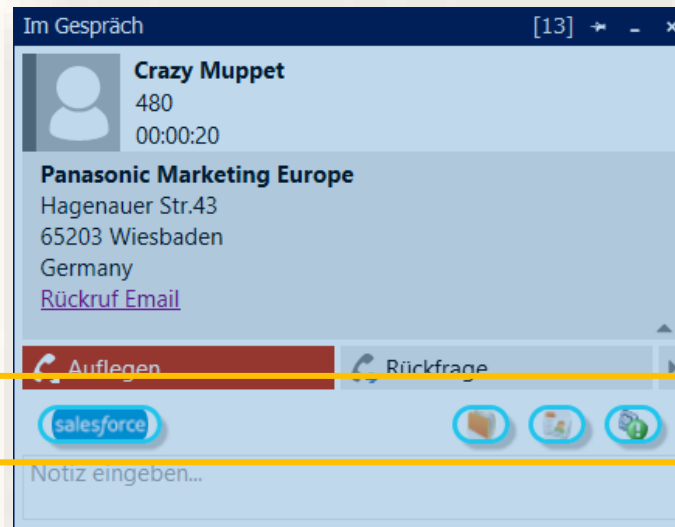 Im Gespräch [13]
Crazy Muppet
480
00:00:20
Panasonic Marketing Europe
Hagenauer Str.43
65203 Wiesbaden
Germany
Rückruf Email
Auflegen Rückfrage
salesforce
Notiz eingeben...